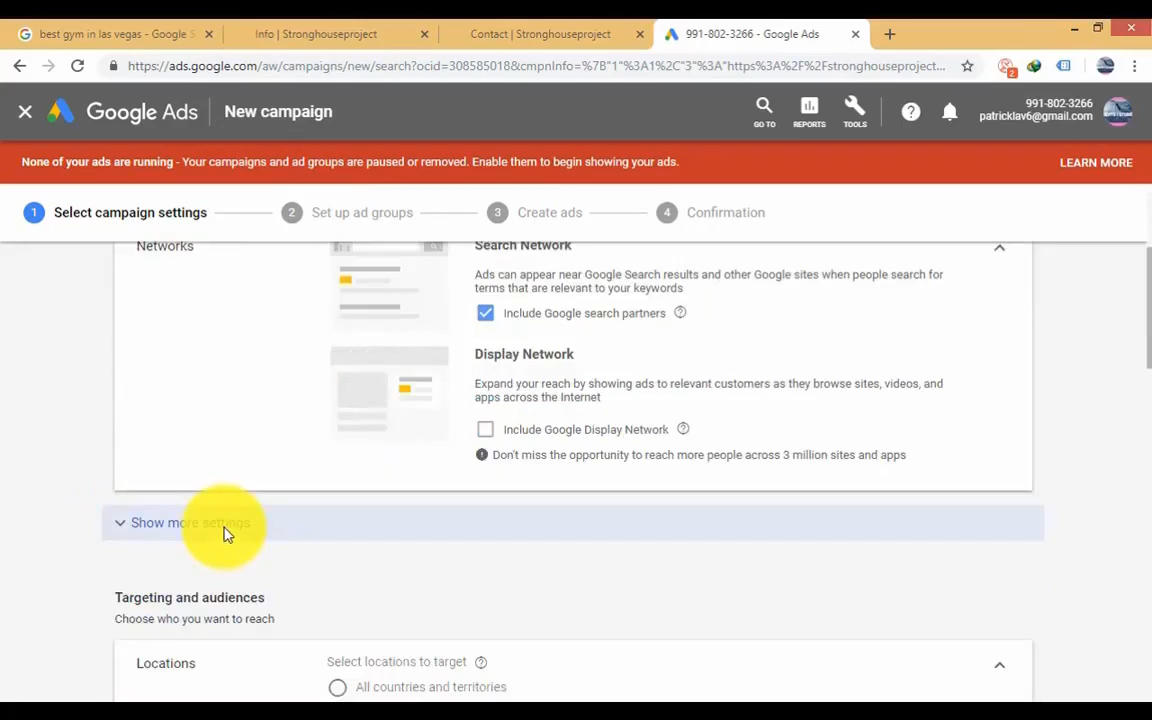 best gym in las vegas - Google S
Info | Stronghouseproject
Contact | Stronghouseproject
991-802-3266 - Google Ads
https://ads.google.com/aw/campaigns/new/search?ocid=308585018&cmpnInfo=%7B"1"%3A1%2C"3"%3A"https%3A%2F%2Fstronghouseproject...
2
Google Ads
New campaign
GO TO
REPORTS
TOOLS
991-802-3266
patricklav6@gmail.com
None of your ads are running - Your campaigns and ad groups are paused or removed. Enable them to begin showing your ads.
LEARN MORE
1 Select campaign settings
2 Set up ad groups
3 Create ads
4 Confirmation
Networks
Search Network
Ads can appear near Google Search results and other Google sites when people search for
terms that are relevant to your keywords
Include Google search partners
Display Network
Expand your reach by showing ads to relevant customers as they browse sites, videos, and
apps across the Internet
Include Google Display Network
Don't miss the opportunity to reach more people across 3 million sites and apps
Show more settings
Targeting and audiences
Choose who you want to reach
Locations
Select locations to target
All countries and territories